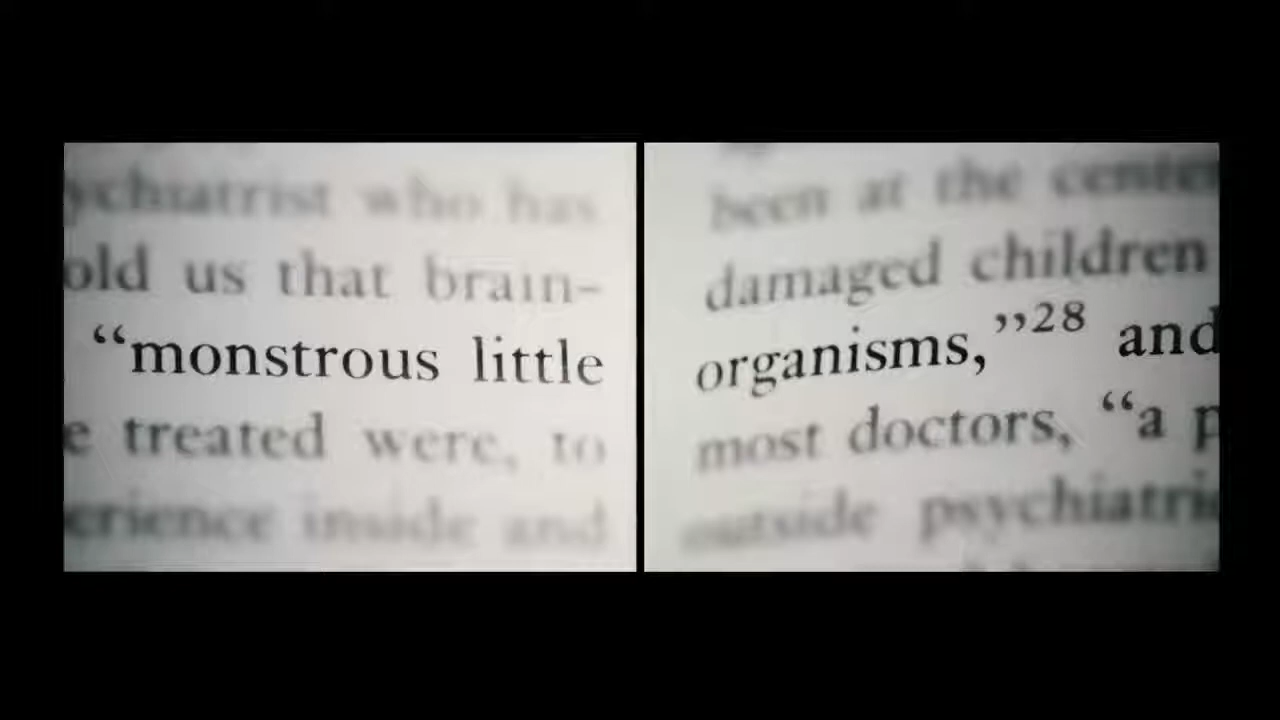 ychiatrist who has
old us that brain-
“monstrous little
e treated were, to
erience inside and
been at the center
damaged children
organisms,”28 and
most doctors, “a p
outside psychiatri